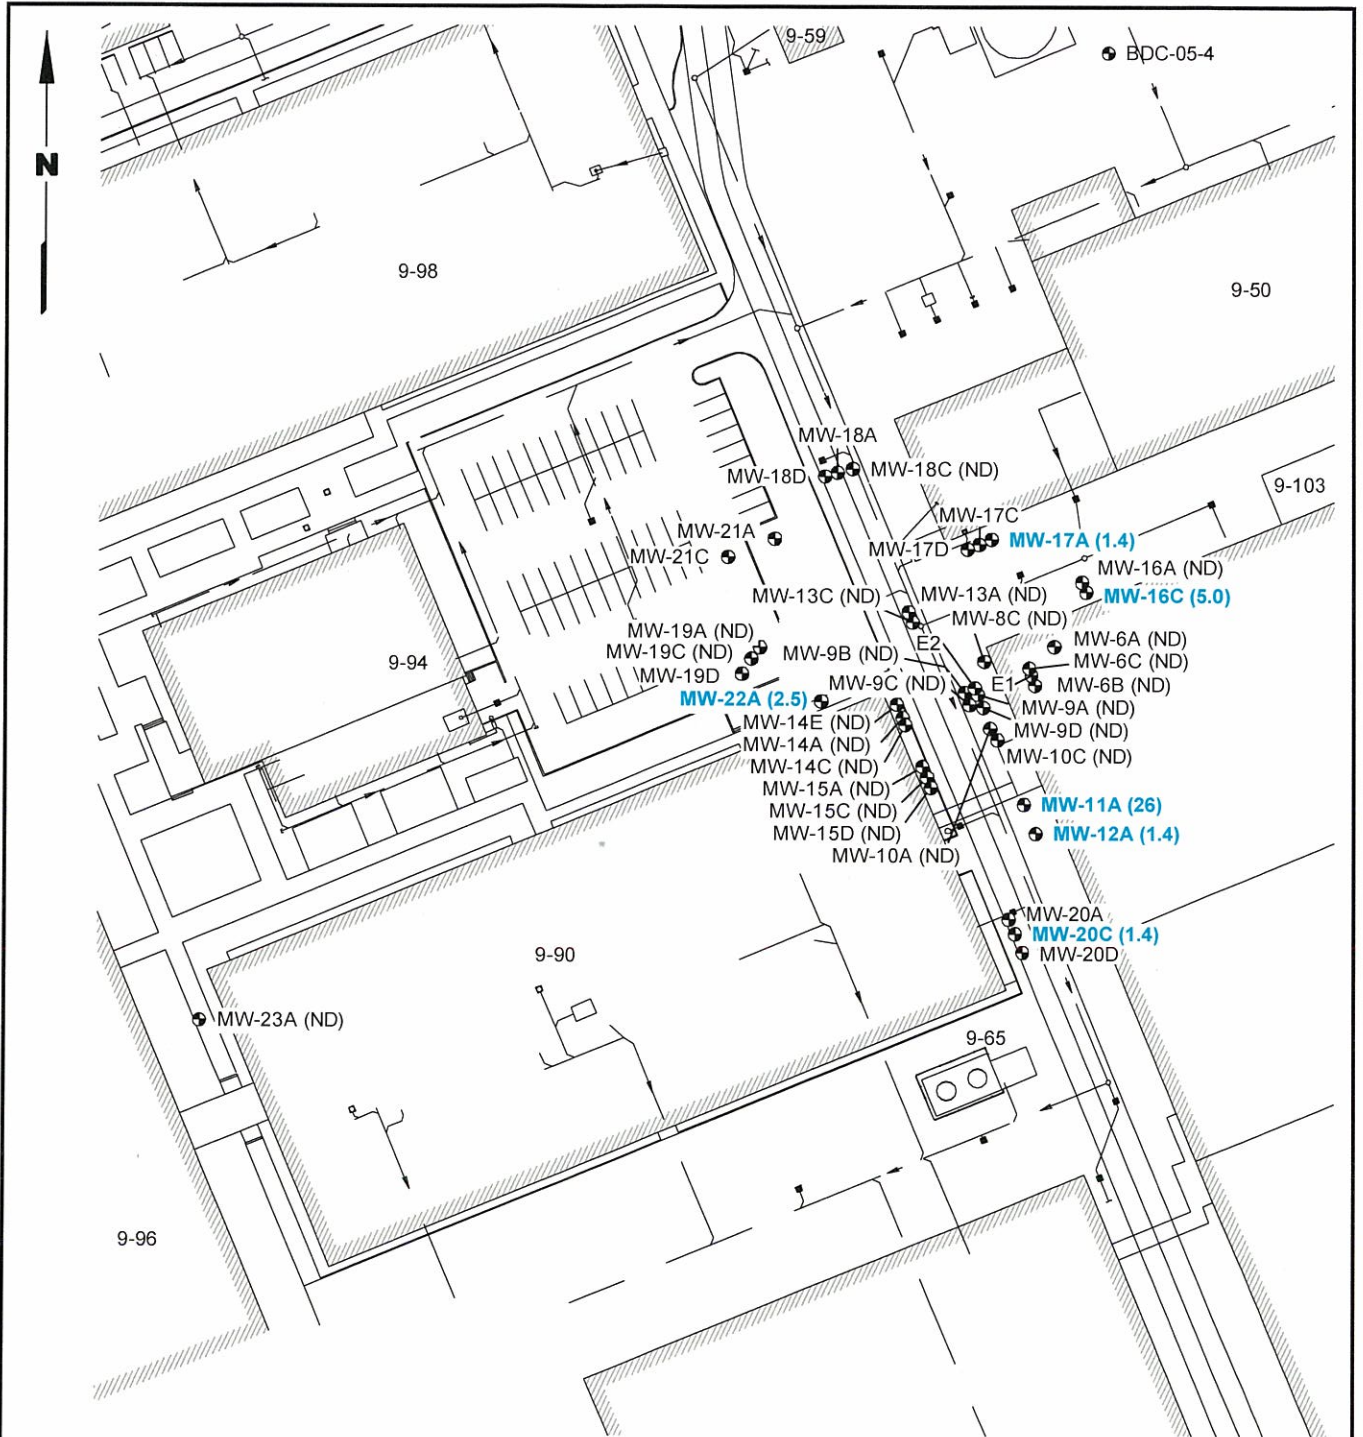 9-59
BDC-05-4
N
9-98
9-50
MW-18A
MW-18D
MW-18C (ND)
9-103
MW-17C
MW-21A
MW-17D
MW-17A (1.4)
MW-21C
MW-16A (ND)
MW-13C (ND)
MW-13A (ND)
MW-16C (5.0)
MW-8C (ND)
MW-19A (ND)
E2
MW-6A (ND)
MW-19C (ND)
MW-9B (ND)
MW-6C (ND)
9-94
MW-19D
MW-9C (ND)
E1
MW-6B (ND)
MW-22A (2.5)
MW-9A (ND)
MW-14E (ND)
MW-9D (ND)
MW-14A (ND)
MW-10C (ND)
MW-14C (ND)
MW-15A (ND)
MW-11A (26)
MW-15C (ND)
MW-15D (ND)
MW-12A (1.4)
MW-10A (ND)
MW-20A
MW-20C (1.4)
9-90
MW-20D
MW-23A (ND)
9-65
9-96